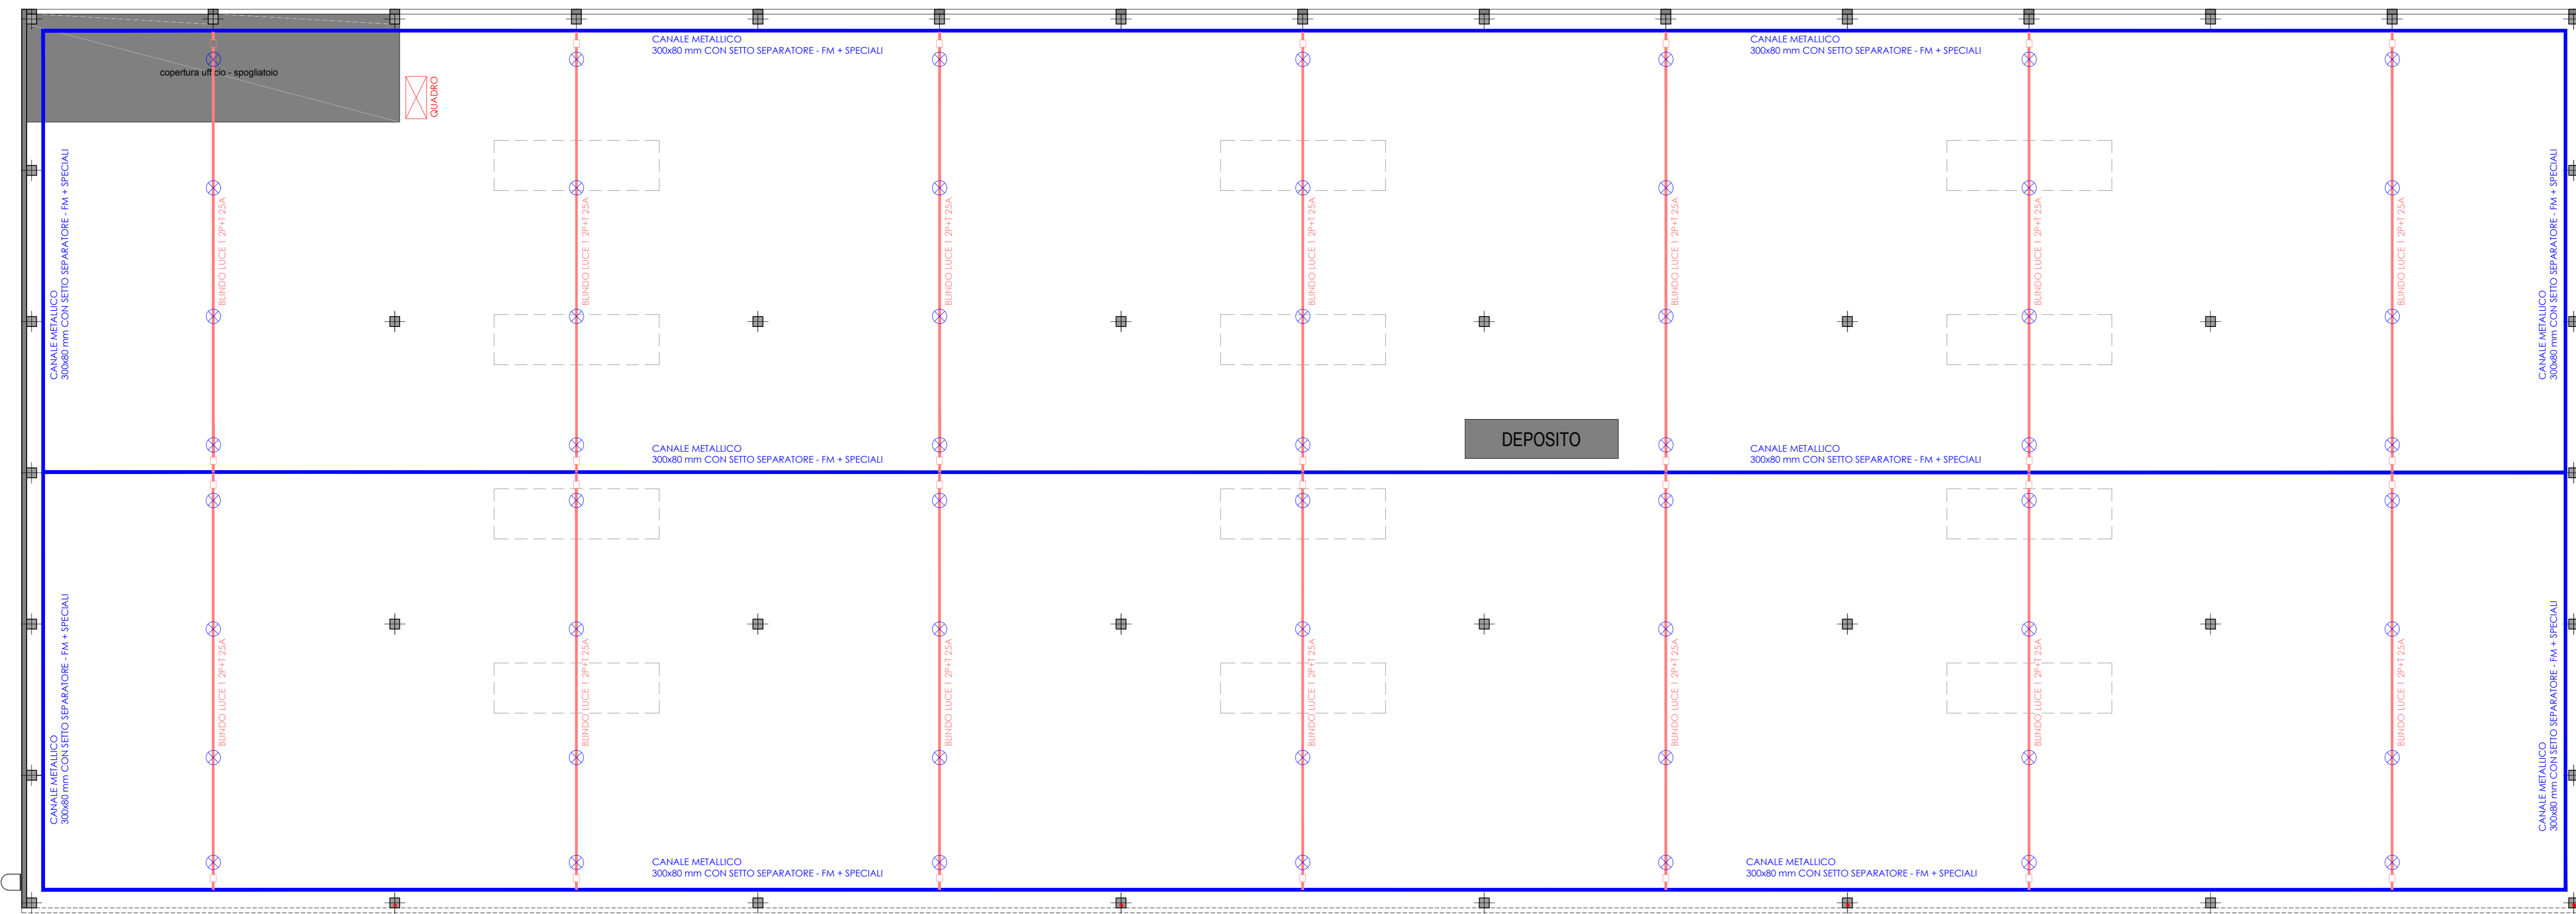 CANALE METALLICO
300x80 mm CON SETTO SEPARATORE - FM + SPECIALI
CANALE METALLICO
300x80 mm CON SETTO SEPARATORE - FM + SPECIALI
copertura ufficio - spogliatoio
QUADRO
CANALE METALLICO
300x80 mm CON SETTO SEPARATORE - FM + SPECIALI
BLINDO LUCE 1 2P+T 25A
BLINDO LUCE 1 2P+T 25A
BLINDO LUCE 1 2P+T 25A
BLINDO LUCE 1 2P+T 25A
BLINDO LUCE 1 2P+T 25A
BLINDO LUCE 1 2P+T 25A
BLINDO LUCE 1 2P+T 25A
CANALE METALLICO
300x80 mm CON SETTO SEPARATORE - FM + SPECIALI
DEPOSITO
CANALE METALLICO
300x80 mm CON SETTO SEPARATORE - FM + SPECIALI
CANALE METALLICO
300x80 mm CON SETTO SEPARATORE - FM + SPECIALI
CANALE METALLICO
300x80 mm CON SETTO SEPARATORE - FM + SPECIALI
BLINDO LUCE 1 2P+T 25A
BLINDO LUCE 1 2P+T 25A
BLINDO LUCE 1 2P+T 25A
BLINDO LUCE 1 2P+T 25A
BLINDO LUCE 1 2P+T 25A
BLINDO LUCE 1 2P+T 25A
BLINDO LUCE 1 2P+T 25A
CANALE METALLICO
300x80 mm CON SETTO SEPARATORE - FM + SPECIALI
CANALE METALLICO
300x80 mm CON SETTO SEPARATORE - FM + SPECIALI
CANALE METALLICO
300x80 mm CON SETTO SEPARATORE - FM + SPECIALI